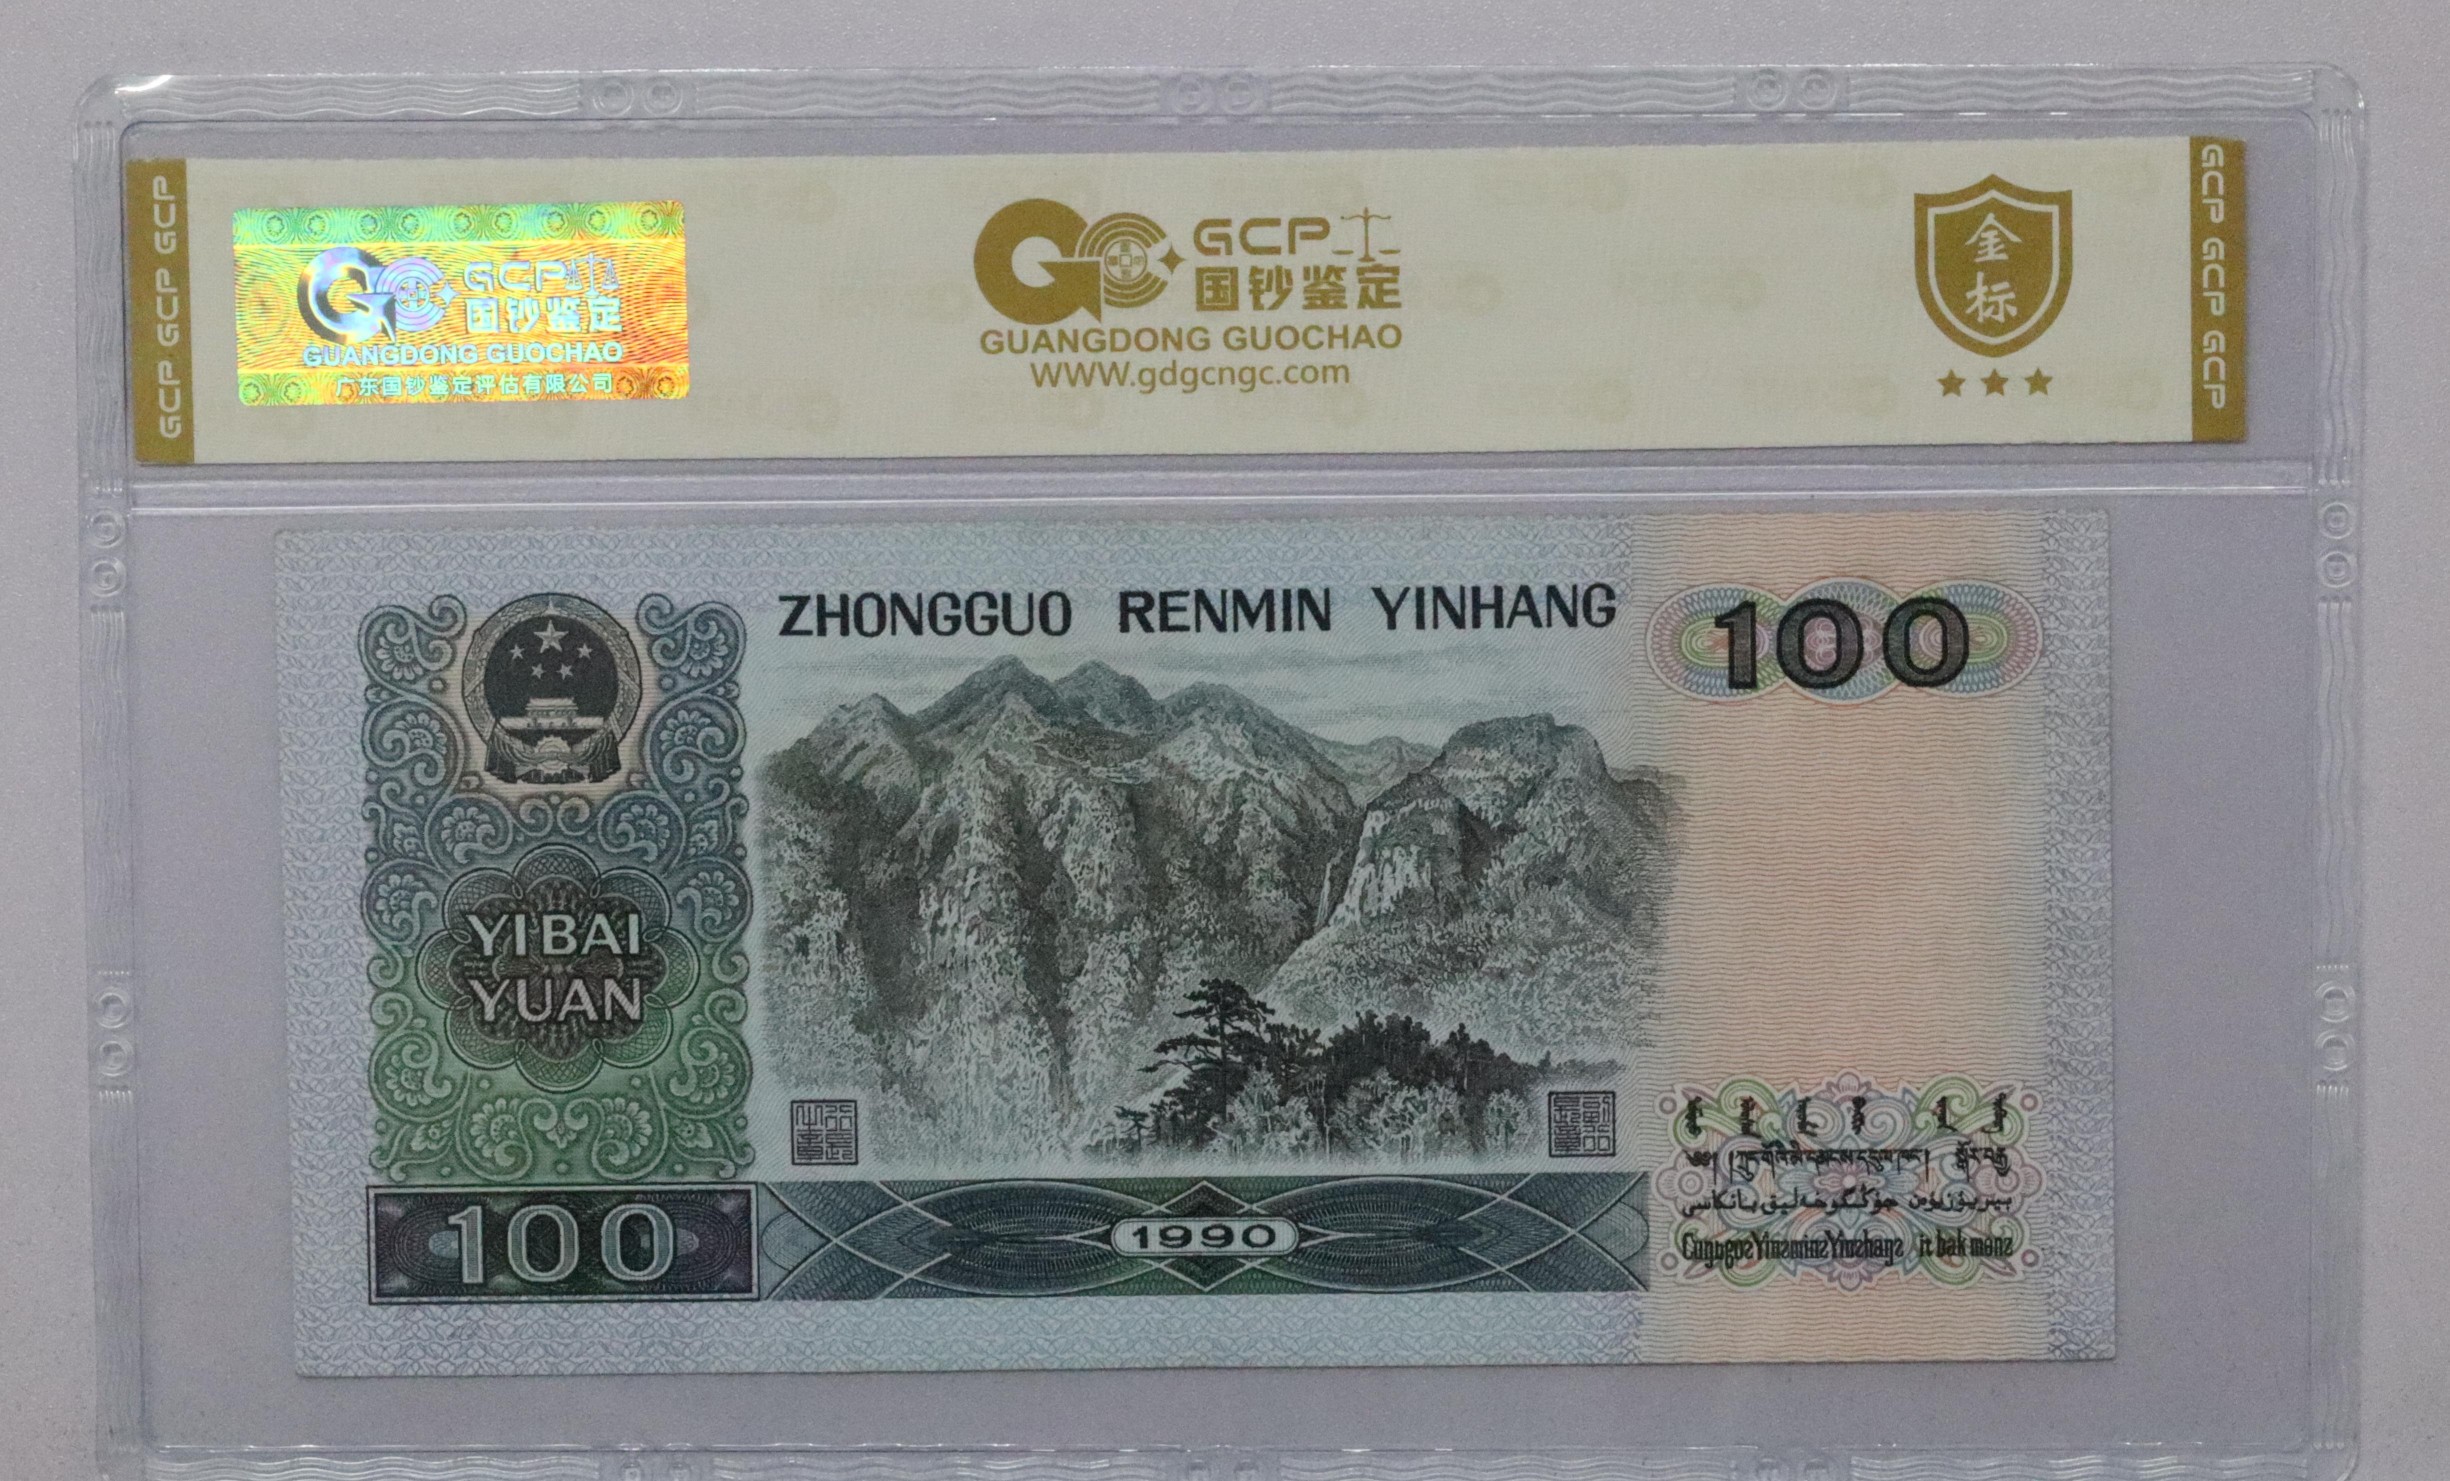 GCP GCP GCP
GCP
国钞鉴定
GUANGDONG GUOCHAO
广东国钞鉴定评估有限公司
GCP
国钞鉴定
GUANGDONG GUOCHAO
WWW.gdgcngc.com
金
标
GCP GCP GCP
ZHONGGUO RENMIN YINHANG
100
YIBAI
YUAN
100
1990